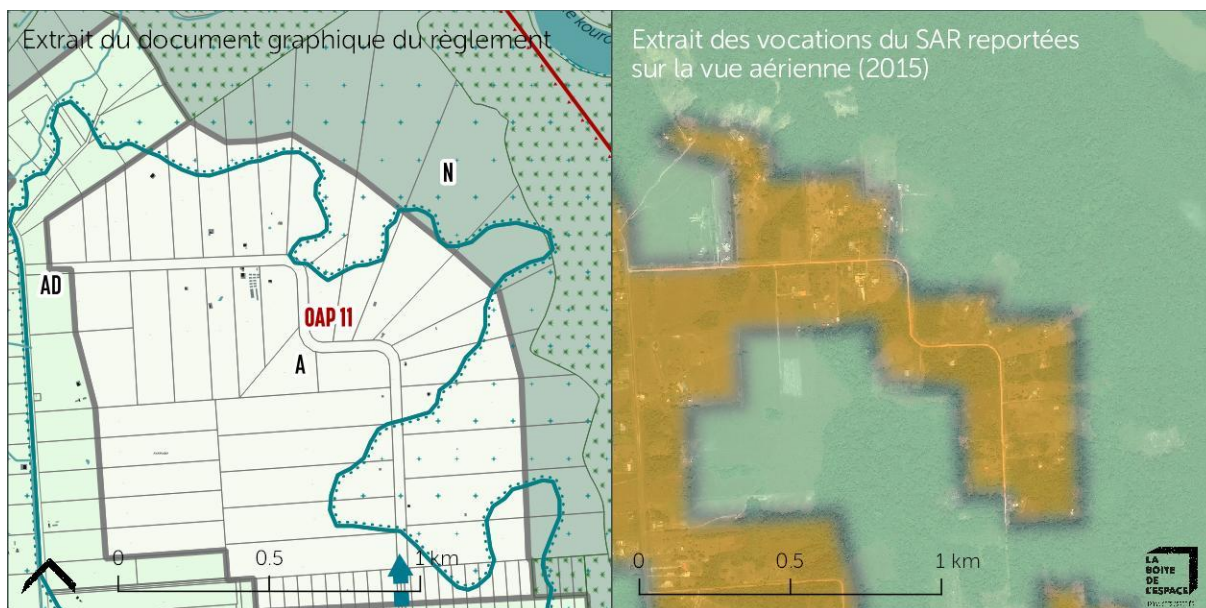 Extrait du document graphique du règlement
e kouro
N
AD
OAP 11
A
0
0.5
1 km
Extrait des vocations du SAR reportées
sur la vue aérienne (2015)
0
0.5
1 km
LA
BOITE
DE
L'ESPACE